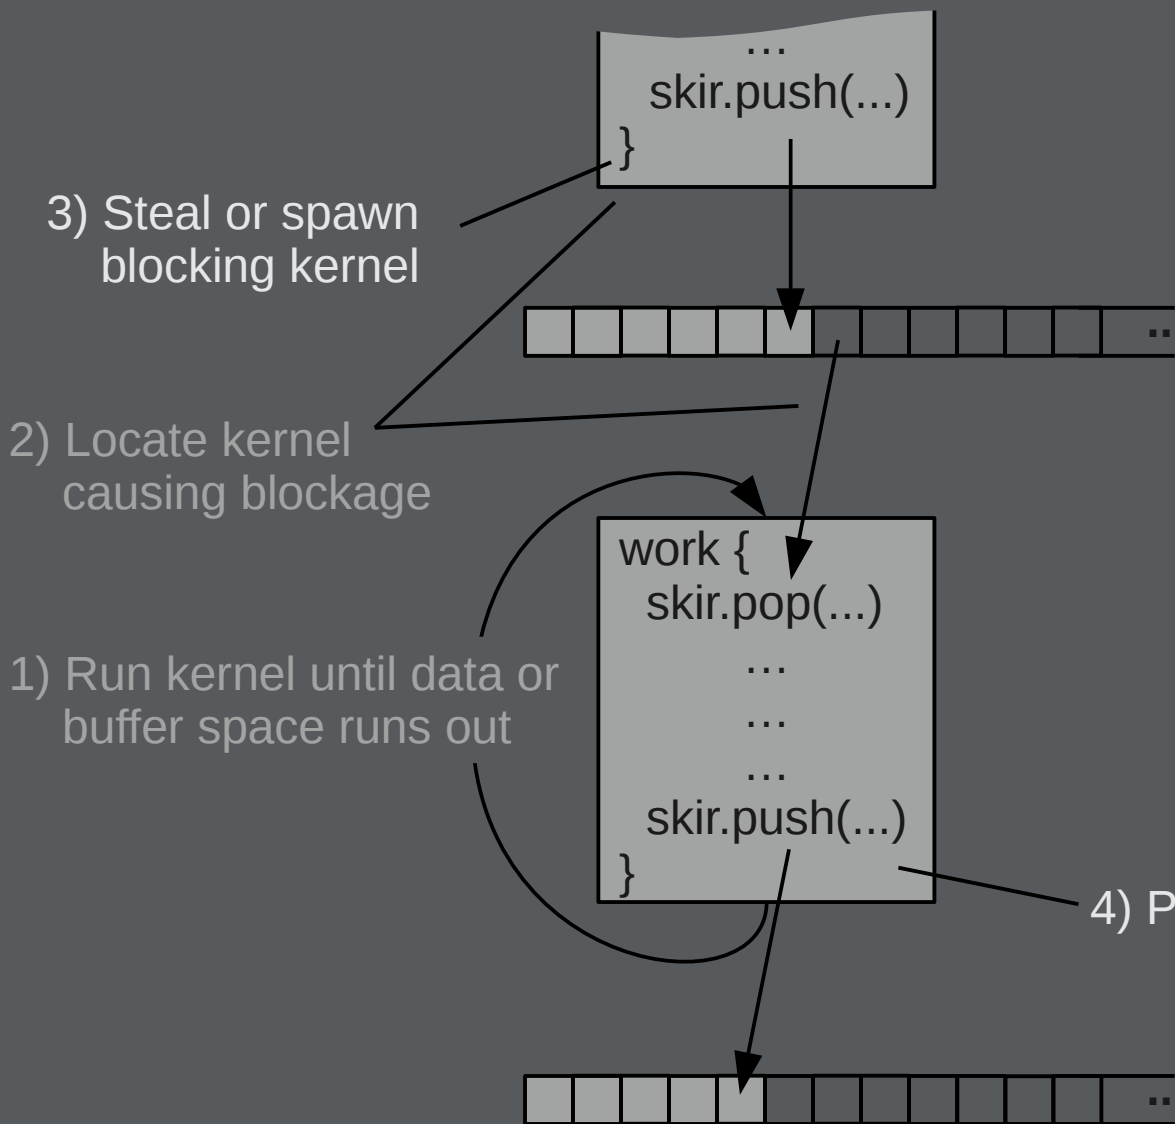 ...
skir.push(...)
}
3) Steal or spawn
blocking kernel
..
2) Locate kernel
causing blockage
work {
skir.pop(...)
1) Run kernel until data or
buffer space runs out
...
...
...
skir.push(...)
}
4) P
..